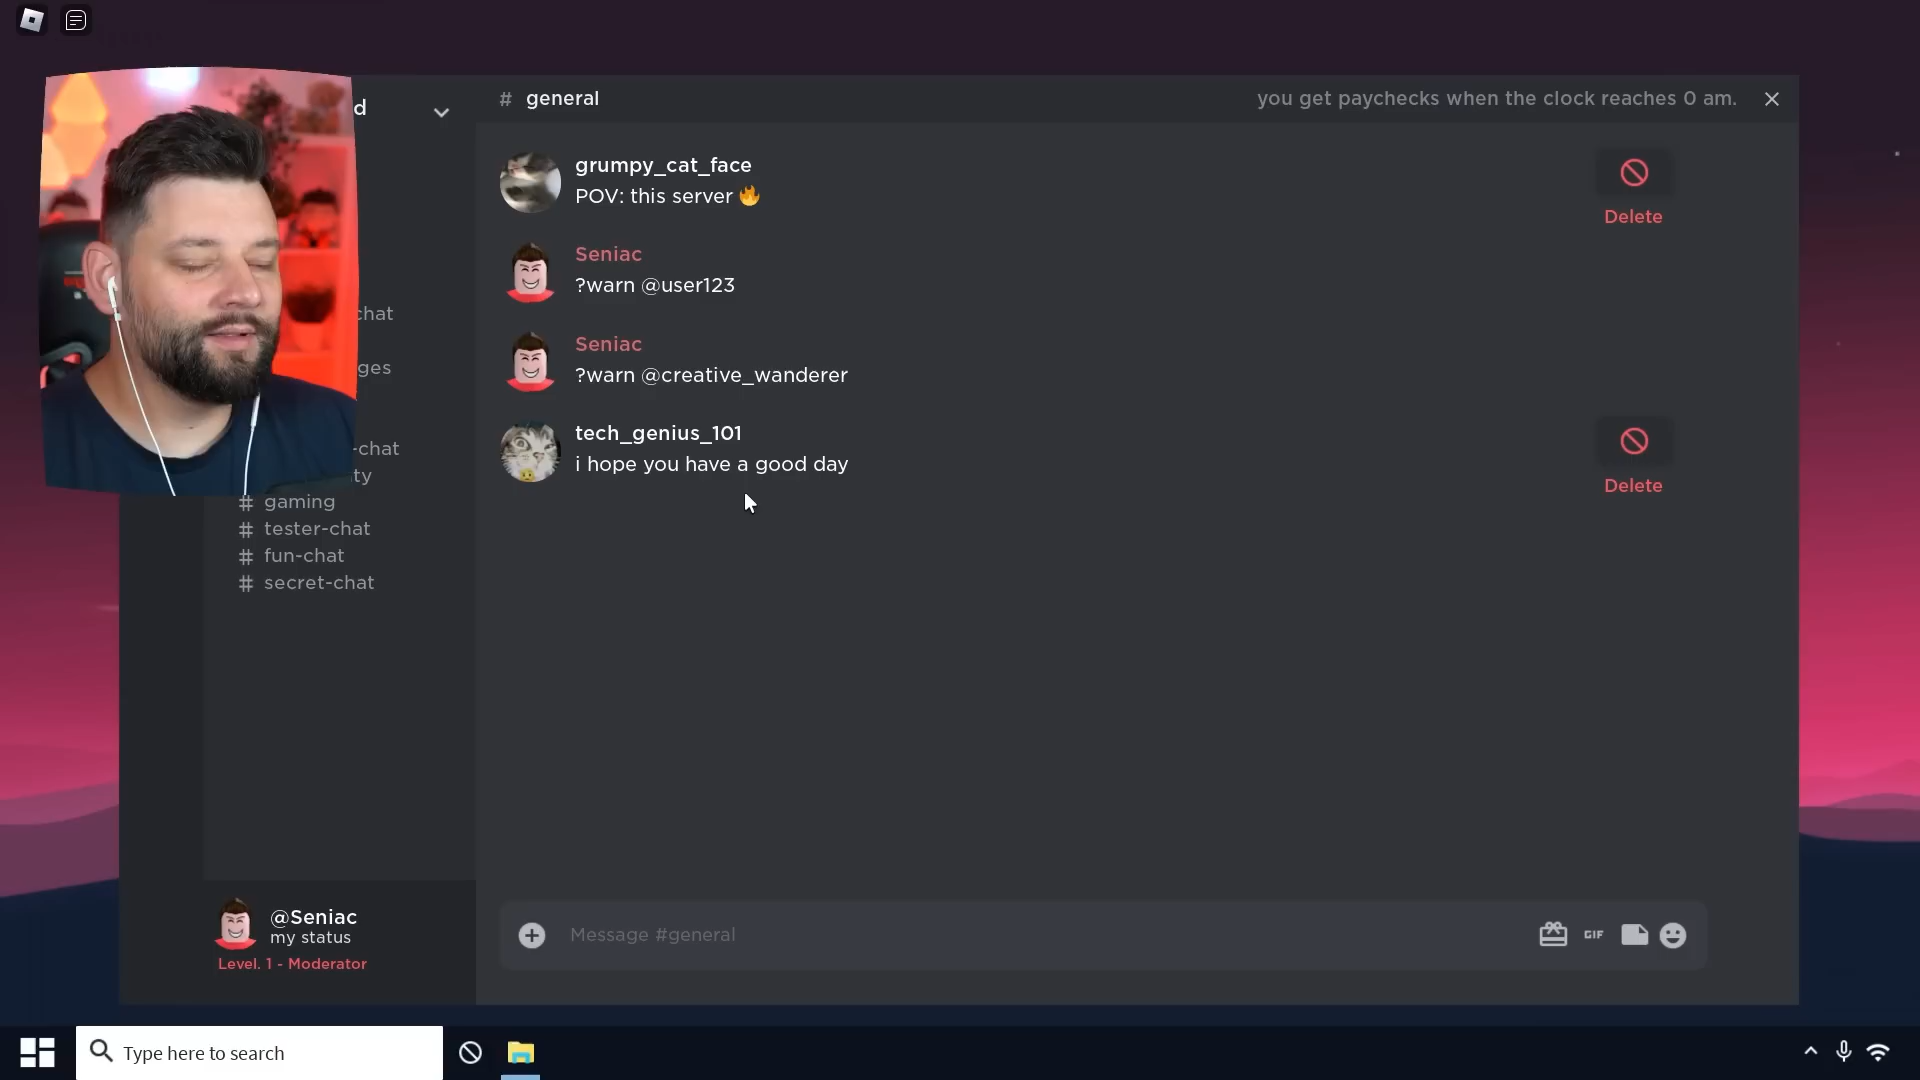 d
# general
you get paychecks when the clock reaches 0 am.
grumpy_cat_face
POV: this server 🔥
Delete
Seniac
?warn @user123
Seniac
?warn @creative_wanderer
tech_genius_101
i hope you have a good day
Delete
chat
ges
-chat
ty
# gaming
# tester-chat
# fun-chat
# secret-chat
@Seniac
my status
Level. 1 - Moderator
Message #general
GIF
Type here to search